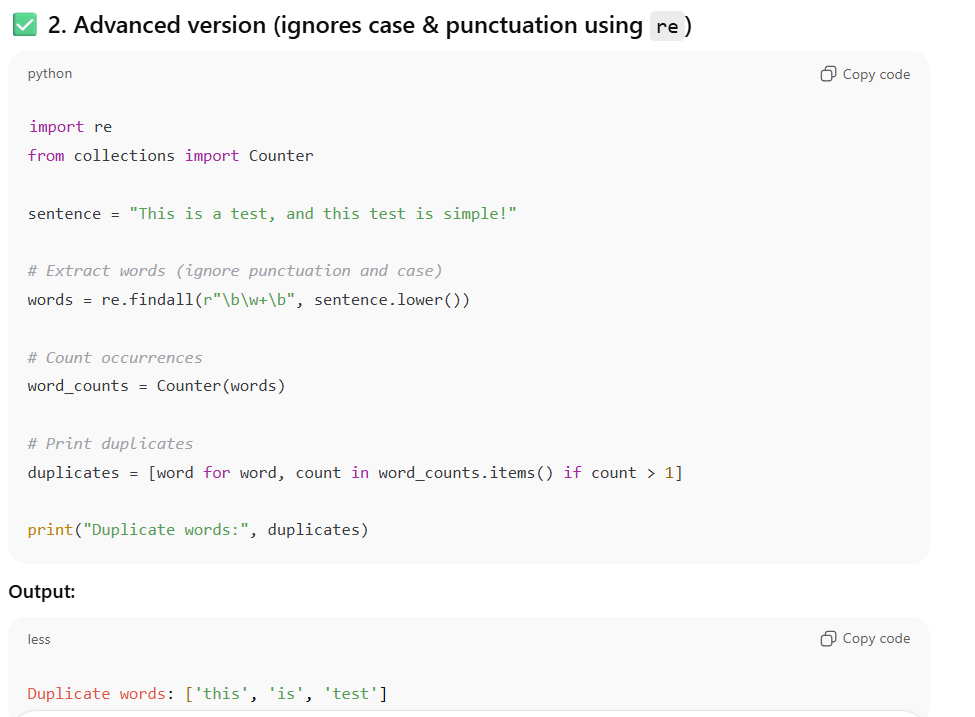 ✅ 2. Advanced version (ignores case & punctuation using re)
python
Copy code
import re
from collections import Counter
sentence = "This is a test, and this test is simple!"
# Extract words (ignore punctuation and case)
words = re.findall(r"\b\w+\b", sentence.lower())
# Count occurrences
word_counts = Counter(words)
# Print duplicates
duplicates = [word for word, count in word_counts.items() if count > 1]
print("Duplicate words:", duplicates)
Output:
less
Copy code
Duplicate words: ['this', 'is', 'test']